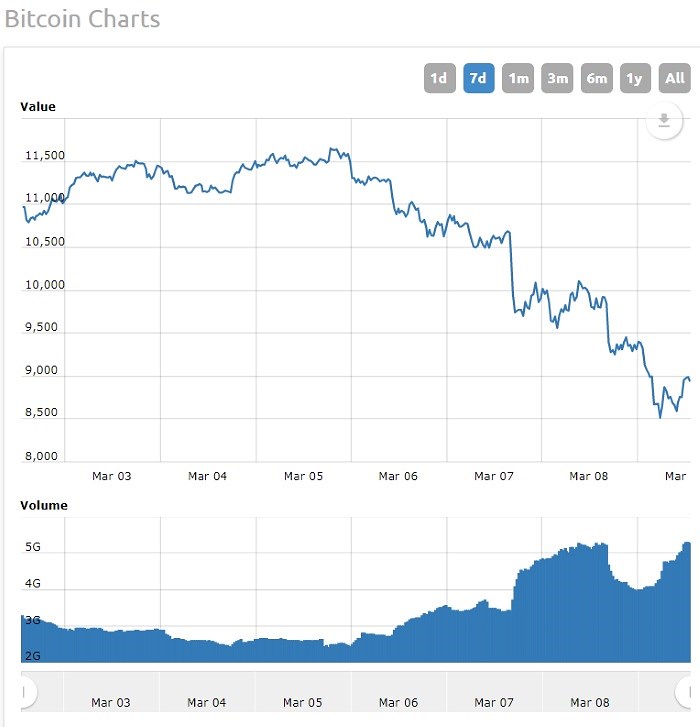 Bitcoin Charts
1d 7d 1m 3m 6m 1y All
Value
11,500
11,000
10,500
10,000
9,500
9,000
8,500
8,000
Mar 03 Mar 04 Mar 05 Mar 06 Mar 07 Mar 08 Mar
Volume
5G
4G
3G
2G
Mar 03 Mar 04 Mar 05 Mar 06 Mar 07 Mar 08